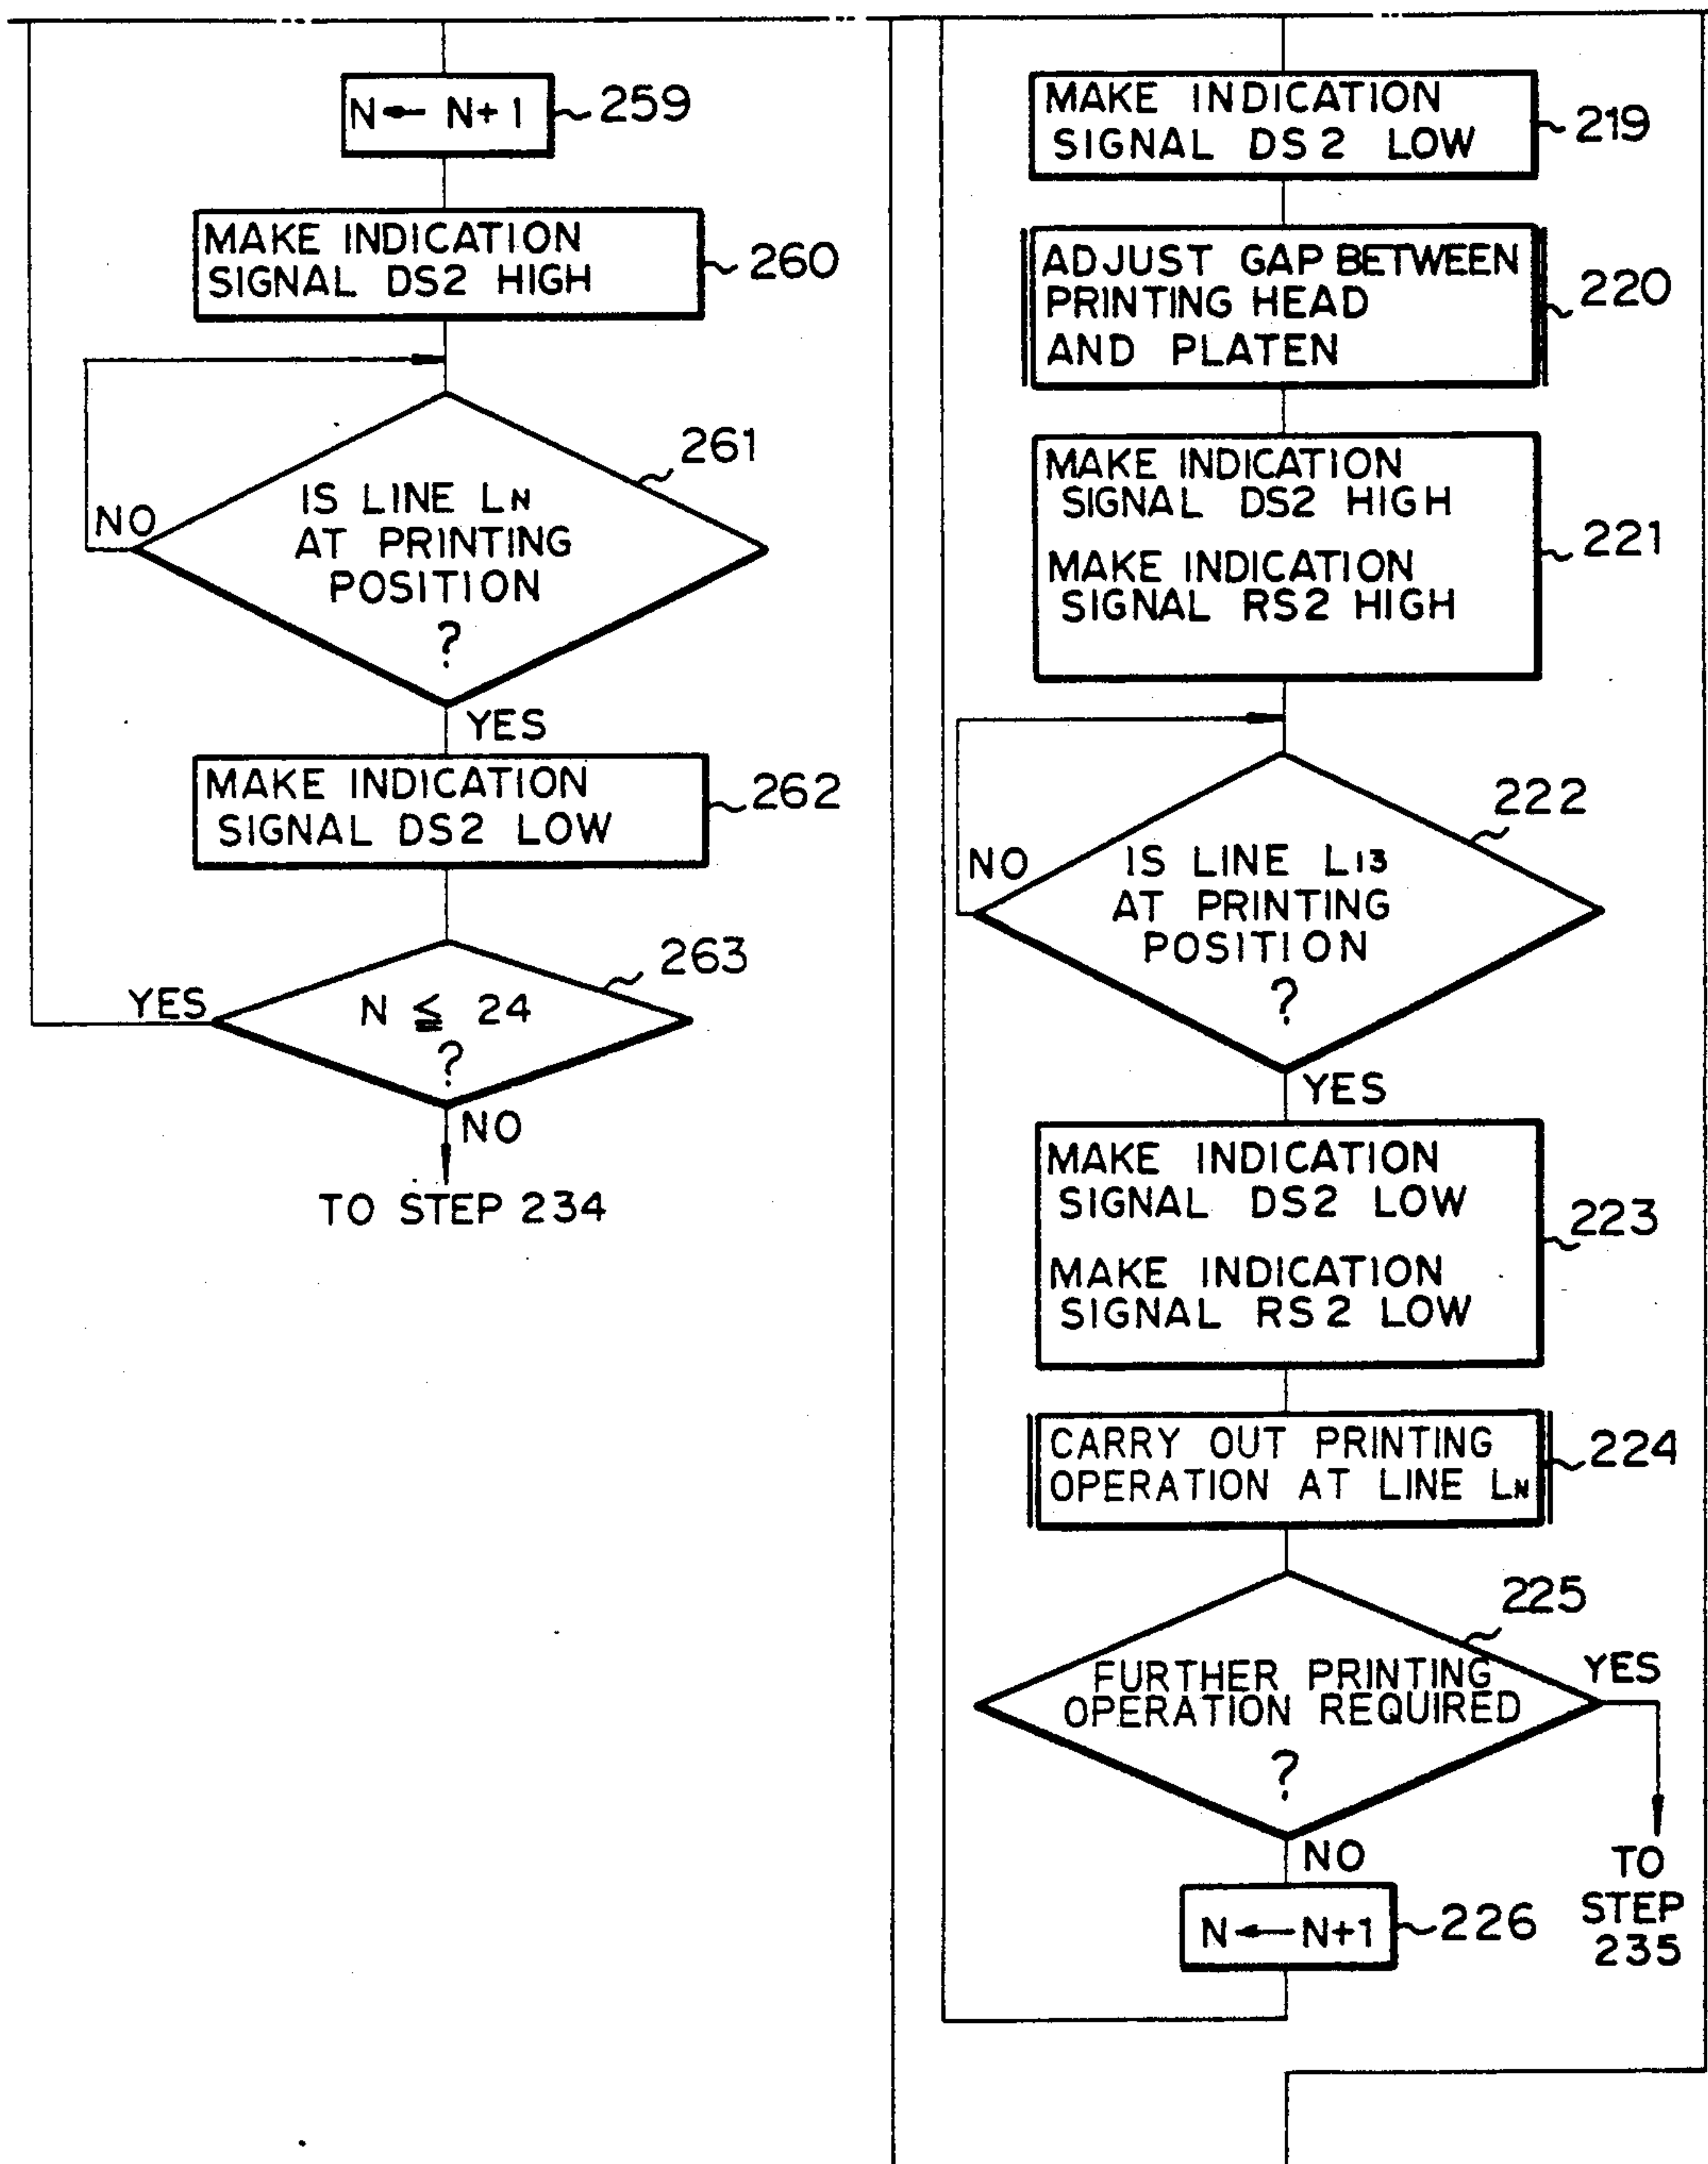 N ← N+1
259
MAKE INDICATION
SIGNAL DS2 HIGH
260
261
IS LINE LN
AT PRINTING
POSITION
?
NO
YES
MAKE INDICATION
SIGNAL DS2 LOW
262
263
N ≦ 24
?
YES
NO
TO STEP 234
MAKE INDICATION
SIGNAL DS2 LOW
219
ADJUST GAP BETWEEN
PRINTING HEAD
AND PLATEN
220
MAKE INDICATION
SIGNAL DS2 HIGH
MAKE INDICATION
SIGNAL RS2 HIGH
221
222
IS LINE L13
AT PRINTING
POSITION
?
NO
YES
MAKE INDICATION
SIGNAL DS2 LOW
MAKE INDICATION
SIGNAL RS2 LOW
223
CARRY OUT PRINTING
OPERATION AT LINE LN
224
225
FURTHER PRINTING
OPERATION REQUIRED
?
YES
TO
STEP
235
NO
N ← N+1
226